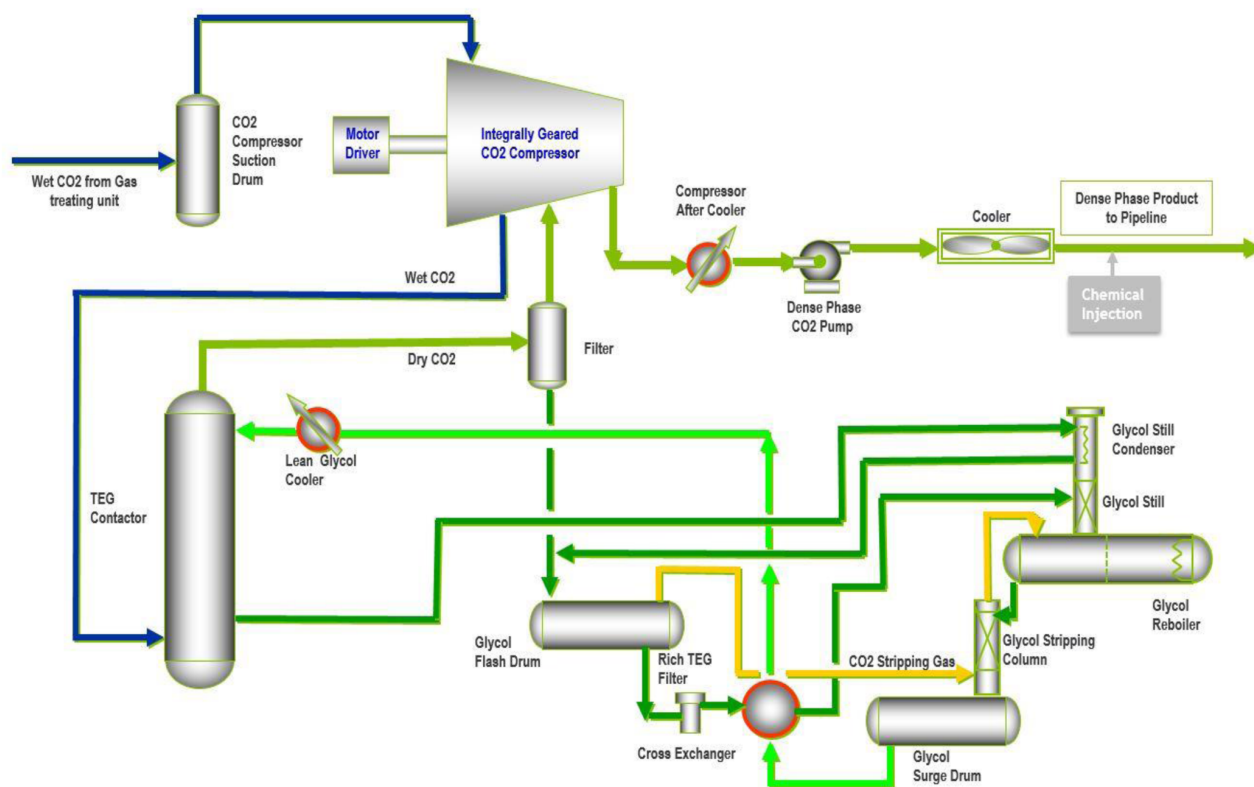 CO2
Compressor
Suction
Drum
Wet CO2 from Gas
treating unit
Motor
Driver
Integrally Geared
CO2 Compressor
Compressor
After Cooler
Cooler
Dense Phase Product
to Pipeline
Wet CO2
Dense Phase
CO2 Pump
Chemical
Injection
Dry CO2
Filter
Lean Glycol
Cooler
Glycol Still
Condenser
TEG
Contactor
Glycol Still
Glycol
Reboiler
Glycol
Flash Drum
Rich TEG
Filter
CO2 Stripping Gas
Glycol Stripping
Column
Cross Exchanger
Glycol
Surge Drum